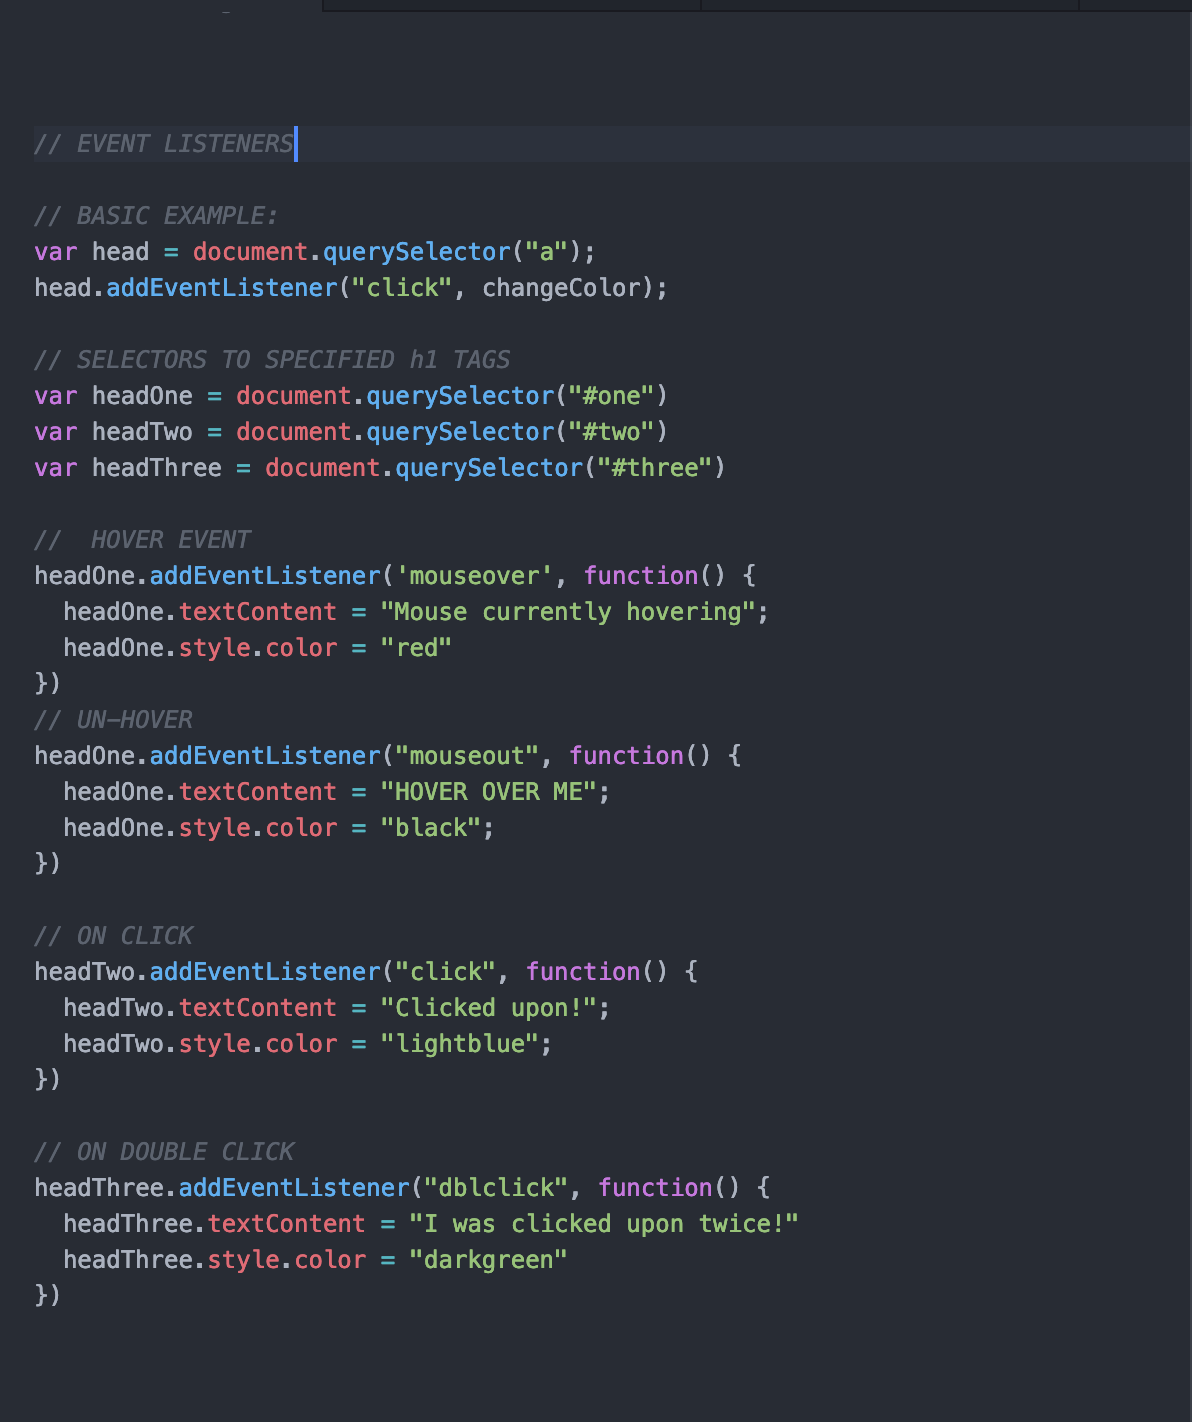 // EVENT LISTENERS
// BASIC EXAMPLE:
var head = document.querySelector("a");
head.addEventListener("click", changeColor);
// SELECTORS TO SPECIFIED h1 TAGS
var headOne = document.querySelector("#one")
var headTwo = document.querySelector("#two")
var headThree = document.querySelector("#three")
//  HOVER EVENT
headOne.addEventListener('mouseover', function() {
  headOne.textContent = "Mouse currently hovering";
  headOne.style.color = "red"
})
// UN-HOVER
headOne.addEventListener("mouseout", function() {
  headOne.textContent = "HOVER OVER ME";
  headOne.style.color = "black";
})
// ON CLICK
headTwo.addEventListener("click", function() {
  headTwo.textContent = "Clicked upon!";
  headTwo.style.color = "lightblue";
})
// ON DOUBLE CLICK
headThree.addEventListener("dblclick", function() {
  headThree.textContent = "I was clicked upon twice!"
  headThree.style.color = "darkgreen"
})